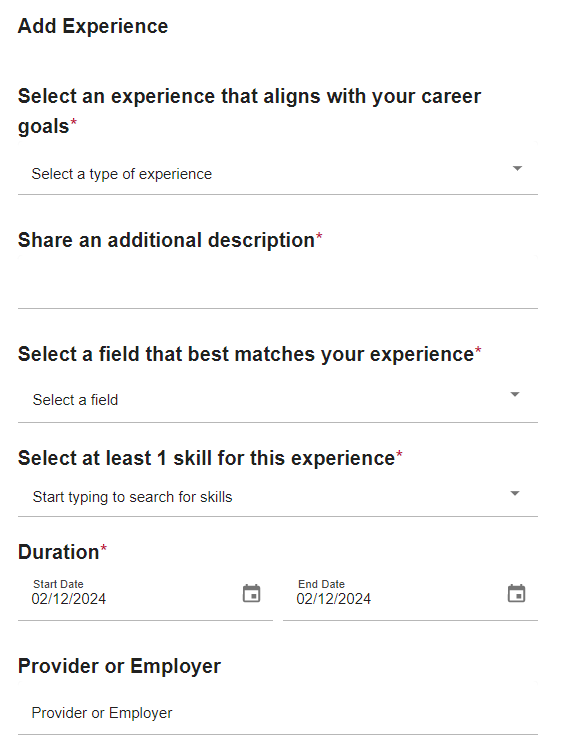 Add Experience
Select an experience that aligns with your career
goals*
Select a type of experience
Share an additional description*
Select a field that best matches your experience*
Select a field
Select at least 1 skill for this experience*
Start typing to search for skills
Duration*
Start Date
02/12/2024
End Date
02/12/2024
Provider or Employer
Provider or Employer